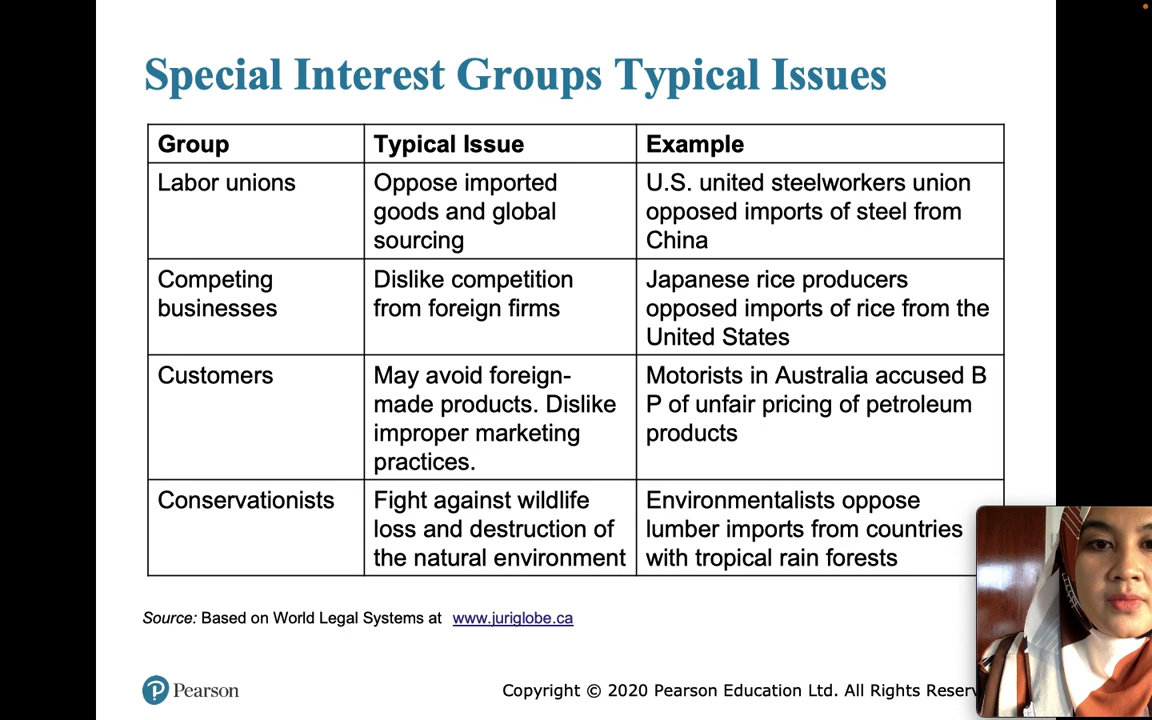 Special Interest Groups Typical Issues
Group
Typical Issue
Example
Labor unions
Oppose imported
goods and global
sourcing
U.S. united steelworkers union
opposed imports of steel from
China
Competing
businesses
Dislike competition
from foreign firms
Japanese rice producers
opposed imports of rice from the
United States
Customers
May avoid foreign-
made products. Dislike
improper marketing
practices.
Motorists in Australia accused B
P of unfair pricing of petroleum
products
Conservationists
Fight against wildlife
loss and destruction of
the natural environment
Environmentalists oppose
lumber imports from countries
with tropical rain forests
Source: Based on World Legal Systems at www.juriglobe.ca
Pearson
Copyright © 2020 Pearson Education Ltd. All Rights Reserv